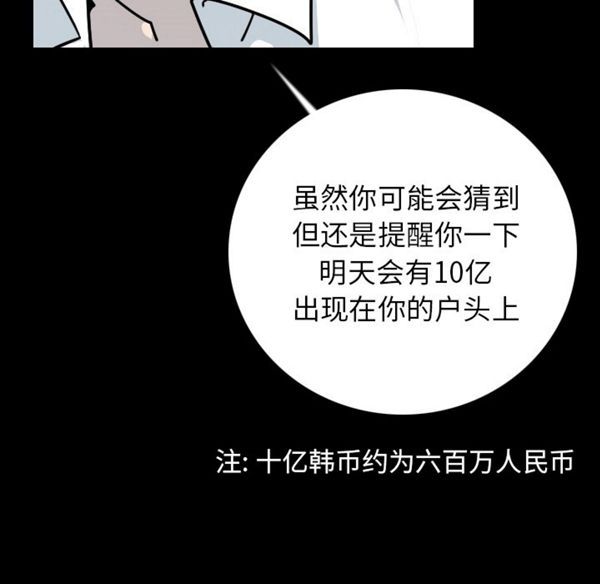 虽然你可能会猜到
但还是提醒你一下
明天会有10亿
出现在你的户头上
注: 十亿韩币约为六百万人民币